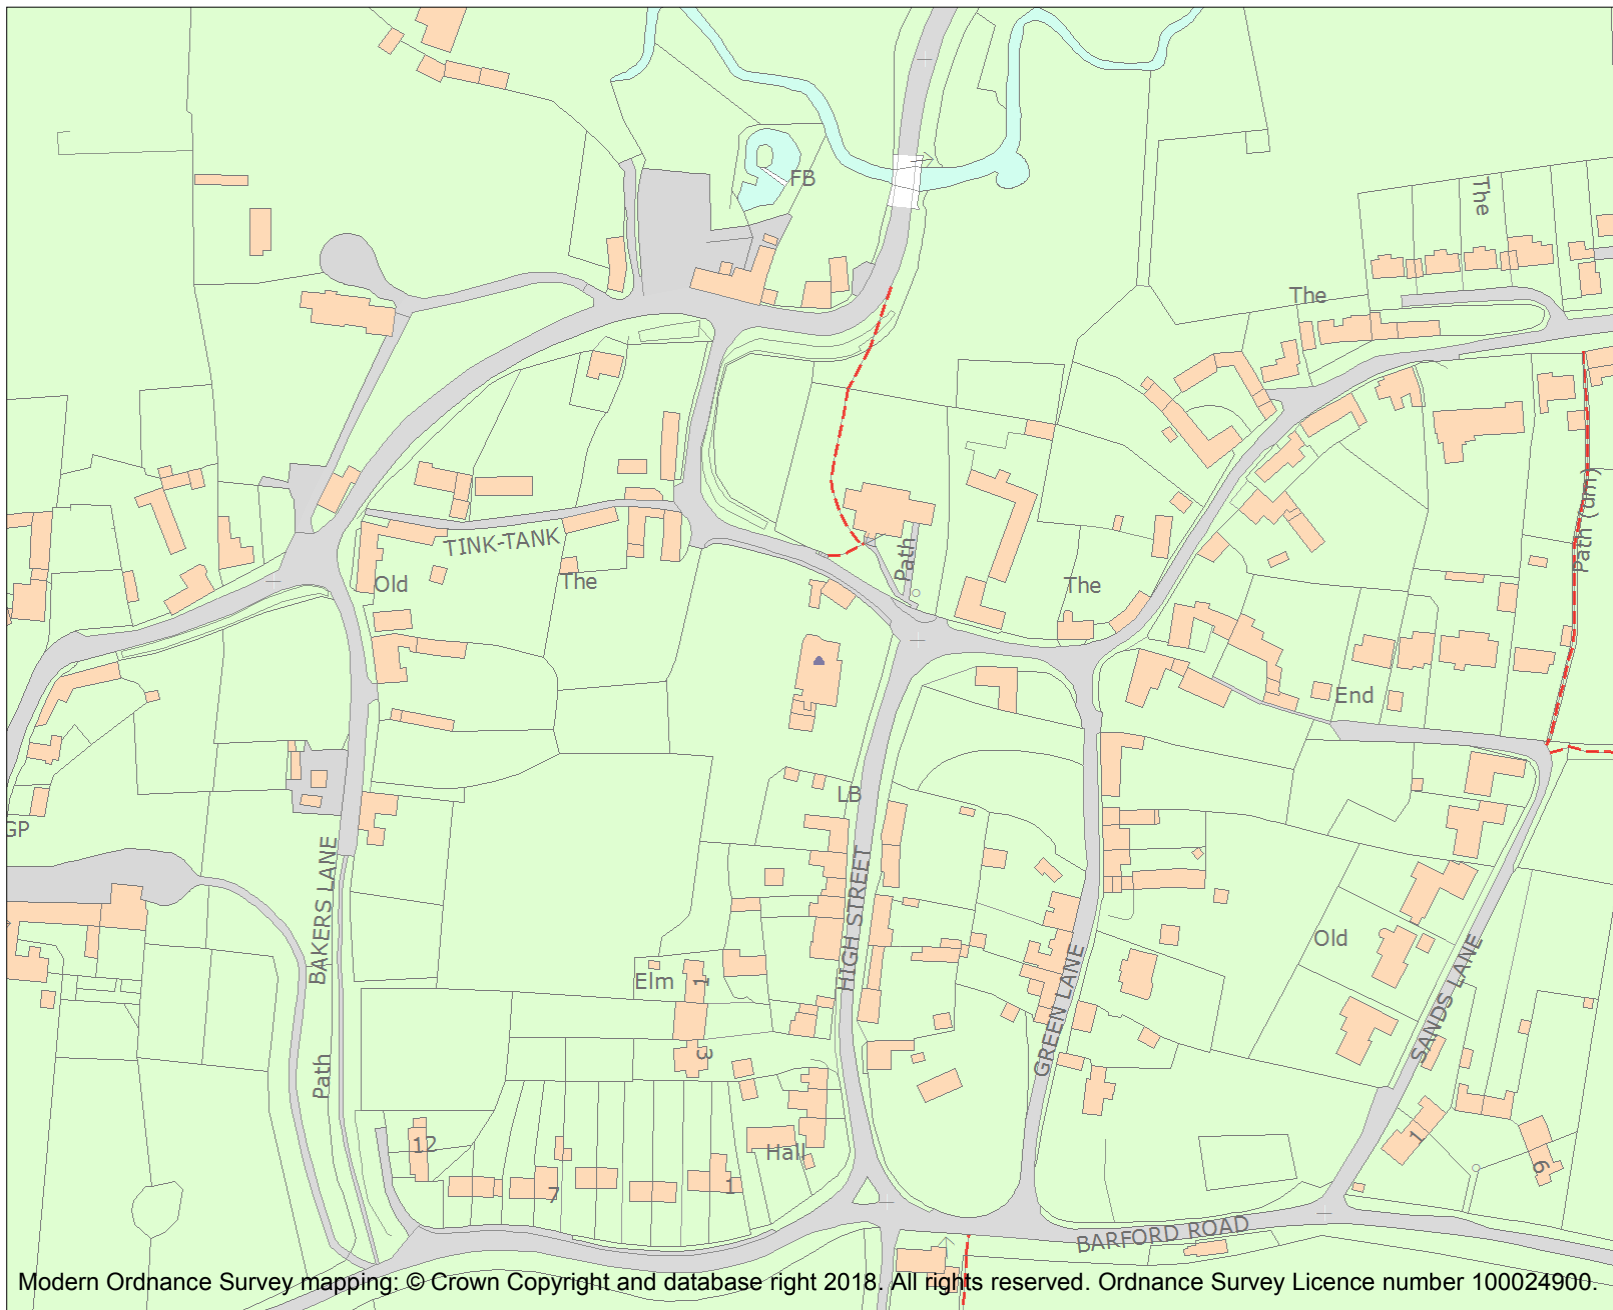 FB
The
The
Path (um)
TINK-TANK
Old
The
Path
The
End
LB
GP
BAKERS LANE
HIGH STREET
Old
Elm
1
GREEN LANE
SANDS LANE
3
Path
12
Hall
1
7
1
6
BARFORD ROAD
Modern Ordnance Survey mapping: © Crown Copyright and database right 2018. All rights reserved. Ordnance Survey Licence number 100024900.